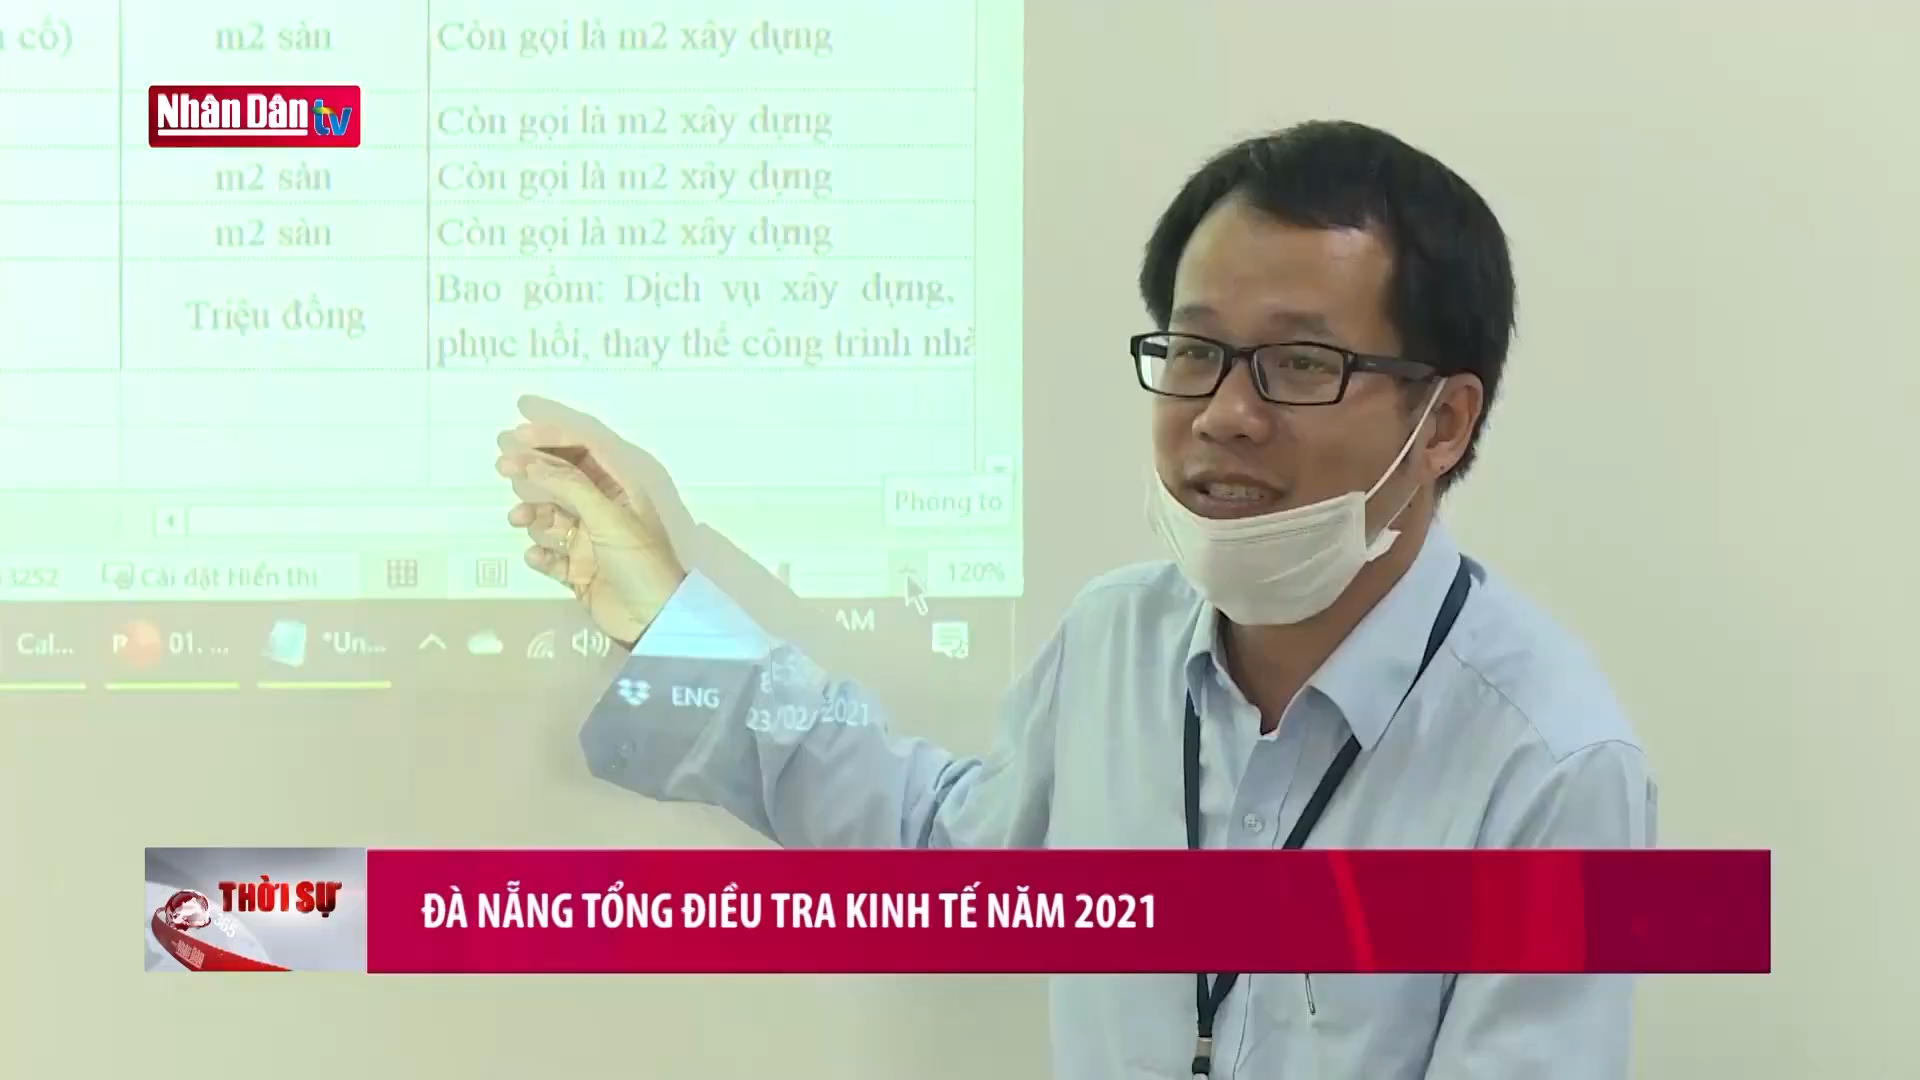 cố)
m2 sàn
Còn gọi là m2 xây dựng
Nhân Dân tv
Còn gọi là m2 xây dựng
m2 sàn
Còn gọi là m2 xây dựng
m2 sàn
Còn gọi là m2 xây dựng
Triệu đồng
Bao gồm: Dịch vụ xây dựng,
phục hồi, thay thế công trình nhà
Phóng to
3252
Cài đặt Hiển thị
120%
Cal...
01. ...
*Un...
AM
ENG
23/02/2021
THỜI SỰ
365
NHÂN DÂN
ĐÀ NẴNG TỔNG ĐIỀU TRA KINH TẾ NĂM 2021